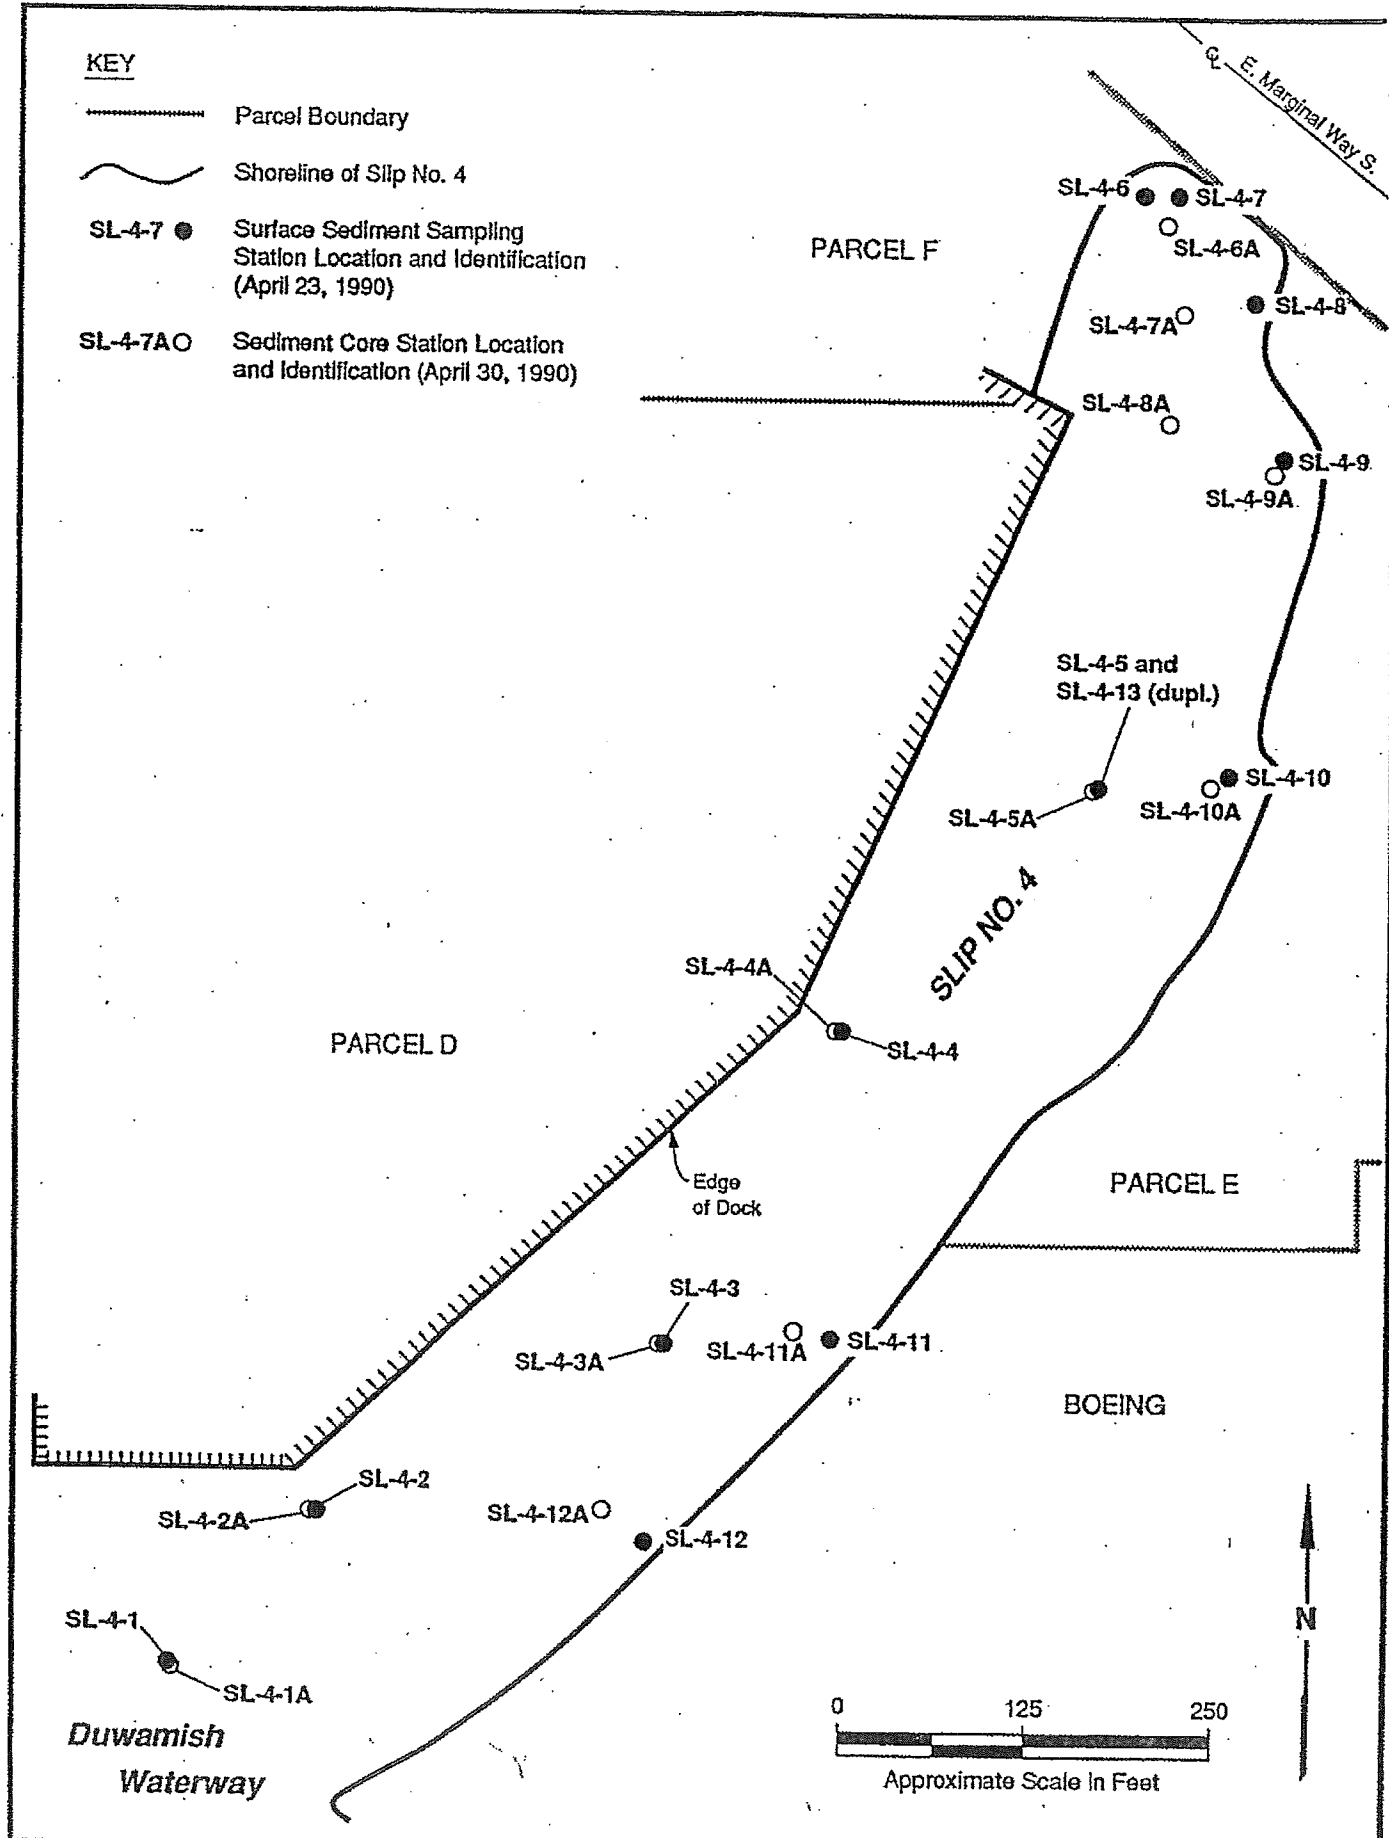 KEY
Parcel Boundary
Shoreline of Slip No. 4
SL-4-7
Surface Sediment Sampling
Station Location and Identification
(April 23, 1990)
SL-4-7A
Sediment Core Station Location
and Identification (April 30, 1990)
℄ E. Marginal Way S.
SL-4-6
SL-4-7
SL-4-6A
PARCEL F
SL-4-8
SL-4-7A
SL-4-8A
SL-4-9
SL-4-9A
SL-4-5 and
SL-4-13 (dupl.)
SL-4-10
SL-4-10A
SL-4-5A
SLIP NO. 4
SL-4-4A
SL-4-4
PARCEL D
Edge
of Dock
PARCEL E
SL-4-3
SL-4-3A
SL-4-11A
SL-4-11
BOEING
SL-4-2
SL-4-2A
SL-4-12A
SL-4-12
SL-4-1
SL-4-1A
N
Duwamish
Waterway
0 125 250
Approximate Scale in Feet